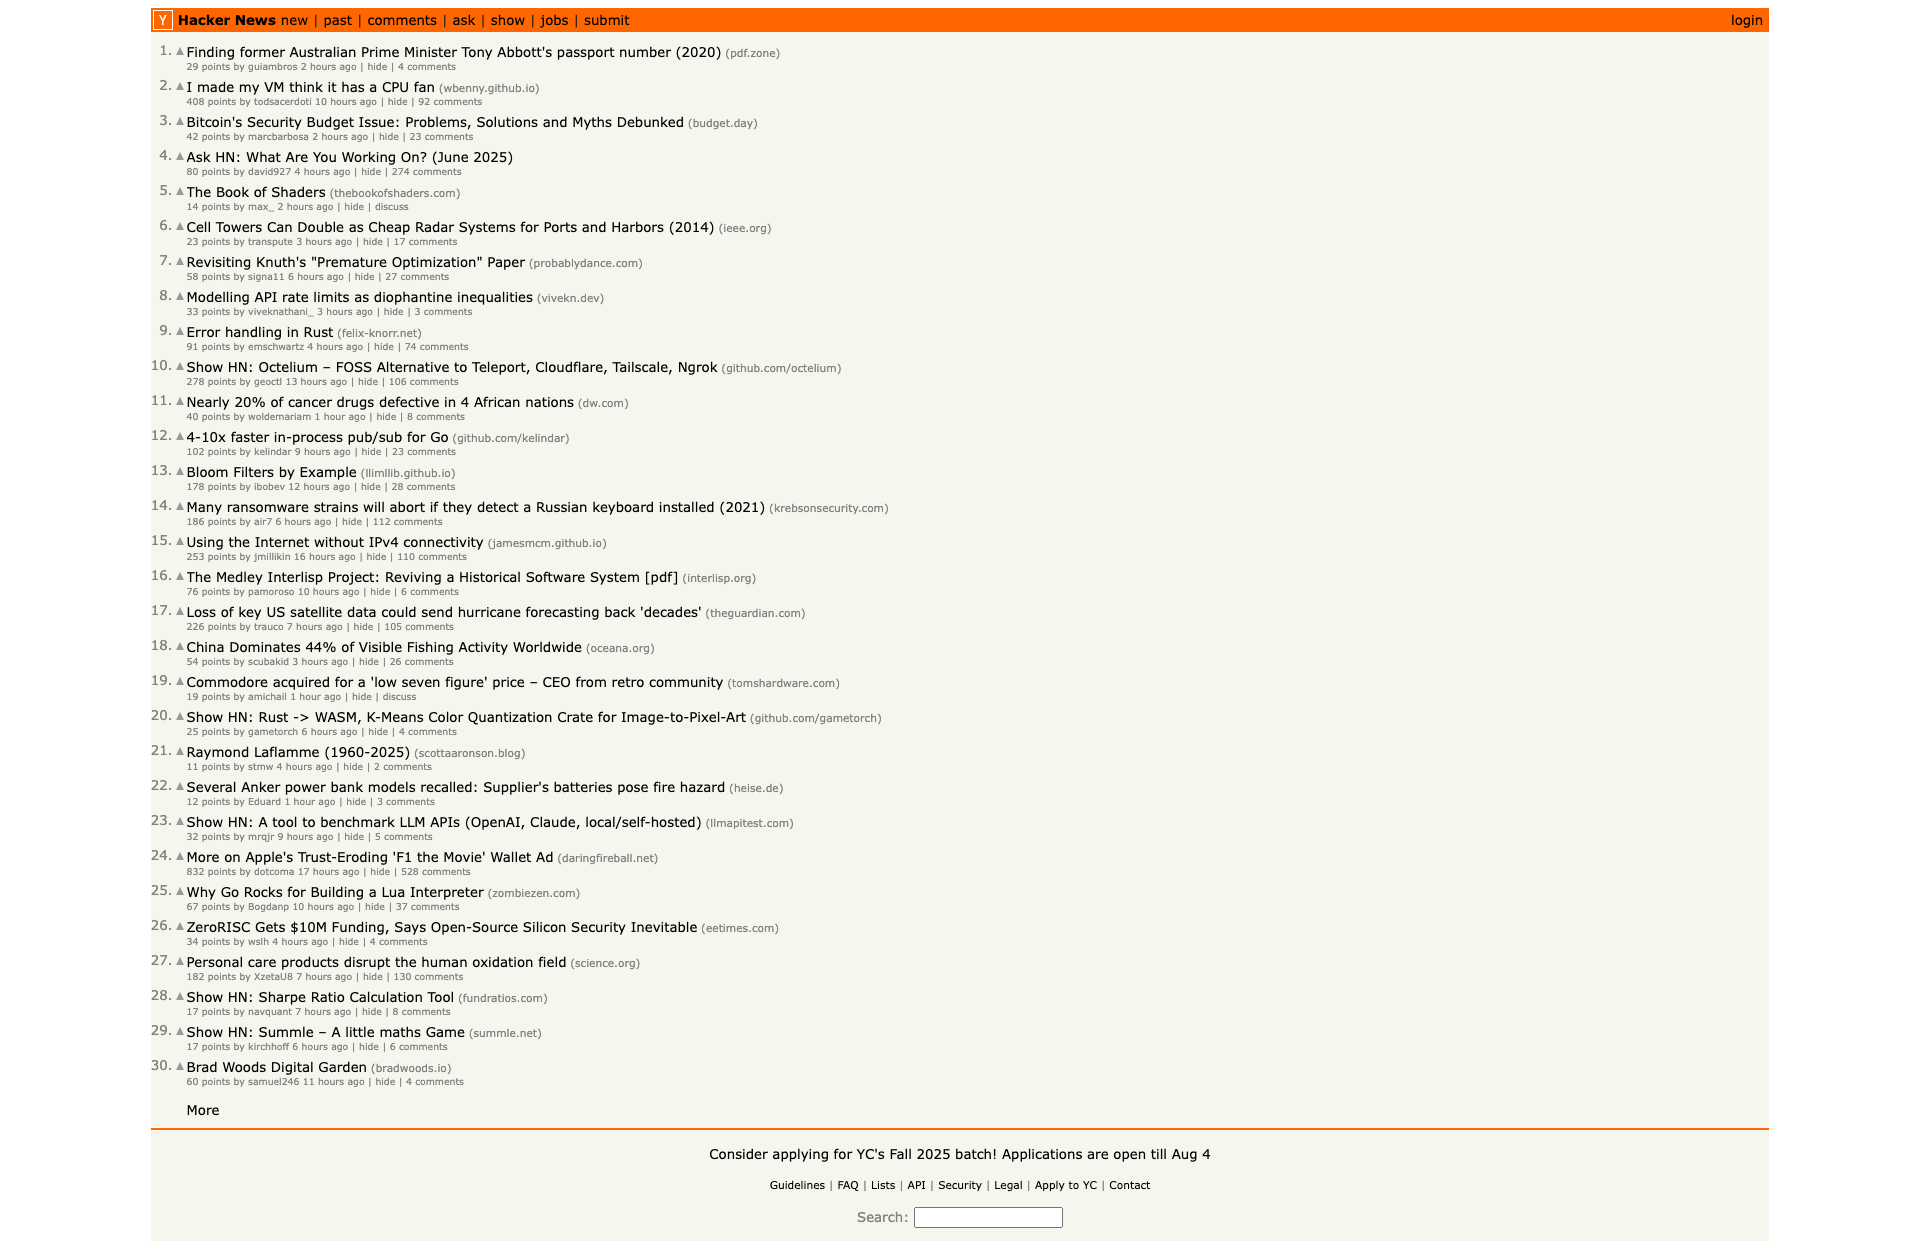 Y Hacker News new | past | comments | ask | show | jobs | submit login
1. ▲ Finding former Australian Prime Minister Tony Abbott's passport number (2020) (pdf.zone)
29 points by guiambros 2 hours ago | hide | 4 comments
2. ▲ I made my VM think it has a CPU fan (wbenny.github.io)
408 points by todsacerdoti 10 hours ago | hide | 92 comments
3. ▲ Bitcoin's Security Budget Issue: Problems, Solutions and Myths Debunked (budget.day)
42 points by marcbarbosa 2 hours ago | hide | 23 comments
4. ▲ Ask HN: What Are You Working On? (June 2025)
80 points by david927 4 hours ago | hide | 274 comments
5. ▲ The Book of Shaders (thebookofshaders.com)
14 points by max_ 2 hours ago | hide | discuss
6. ▲ Cell Towers Can Double as Cheap Radar Systems for Ports and Harbors (2014) (ieee.org)
23 points by transpute 3 hours ago | hide | 17 comments
7. ▲ Revisiting Knuth's "Premature Optimization" Paper (probablydance.com)
58 points by signa11 6 hours ago | hide | 27 comments
8. ▲ Modelling API rate limits as diophantine inequalities (vivekn.dev)
33 points by viveknathani_ 3 hours ago | hide | 3 comments
9. ▲ Error handling in Rust (felix-knorr.net)
91 points by emschwartz 4 hours ago | hide | 74 comments
10. ▲ Show HN: Octelium – FOSS Alternative to Teleport, Cloudflare, Tailscale, Ngrok (github.com/octelium)
278 points by geoctl 13 hours ago | hide | 106 comments
11. ▲ Nearly 20% of cancer drugs defective in 4 African nations (dw.com)
40 points by woldemariam 1 hour ago | hide | 8 comments
12. ▲ 4-10x faster in-process pub/sub for Go (github.com/kelindar)
102 points by kelindar 9 hours ago | hide | 23 comments
13. ▲ Bloom Filters by Example (llimllib.github.io)
178 points by ibobev 12 hours ago | hide | 28 comments
14. ▲ Many ransomware strains will abort if they detect a Russian keyboard installed (2021) (krebsonsecurity.com)
186 points by air7 6 hours ago | hide | 112 comments
15. ▲ Using the Internet without IPv4 connectivity (jamesmcm.github.io)
253 points by jmillikin 16 hours ago | hide | 110 comments
16. ▲ The Medley Interlisp Project: Reviving a Historical Software System [pdf] (interlisp.org)
76 points by pamoroso 10 hours ago | hide | 6 comments
17. ▲ Loss of key US satellite data could send hurricane forecasting back 'decades' (theguardian.com)
226 points by trauco 7 hours ago | hide | 105 comments
18. ▲ China Dominates 44% of Visible Fishing Activity Worldwide (oceana.org)
54 points by scubakid 3 hours ago | hide | 26 comments
19. ▲ Commodore acquired for a 'low seven figure' price – CEO from retro community (tomshardware.com)
19 points by amichail 1 hour ago | hide | discuss
20. ▲ Show HN: Rust -> WASM, K-Means Color Quantization Crate for Image-to-Pixel-Art (github.com/gametorch)
25 points by gametorch 6 hours ago | hide | 4 comments
21. ▲ Raymond Laflamme (1960-2025) (scottaaronson.blog)
11 points by stmw 4 hours ago | hide | 2 comments
22. ▲ Several Anker power bank models recalled: Supplier's batteries pose fire hazard (heise.de)
12 points by Eduard 1 hour ago | hide | 3 comments
23. ▲ Show HN: A tool to benchmark LLM APIs (OpenAI, Claude, local/self-hosted) (llmapitest.com)
32 points by mrqjr 9 hours ago | hide | 5 comments
24. ▲ More on Apple's Trust-Eroding 'F1 the Movie' Wallet Ad (daringfireball.net)
832 points by dotcoma 17 hours ago | hide | 528 comments
25. ▲ Why Go Rocks for Building a Lua Interpreter (zombiezen.com)
67 points by Bogdanp 10 hours ago | hide | 37 comments
26. ▲ ZeroRISC Gets $10M Funding, Says Open-Source Silicon Security Inevitable (eetimes.com)
34 points by wslh 4 hours ago | hide | 4 comments
27. ▲ Personal care products disrupt the human oxidation field (science.org)
182 points by XzetaU8 7 hours ago | hide | 130 comments
28. ▲ Show HN: Sharpe Ratio Calculation Tool (fundratios.com)
17 points by navquant 7 hours ago | hide | 8 comments
29. ▲ Show HN: Summle – A little maths Game (summle.net)
17 points by kirchhoff 6 hours ago | hide | 6 comments
30. ▲ Brad Woods Digital Garden (bradwoods.io)
60 points by samuel246 11 hours ago | hide | 4 comments
More
Consider applying for YC's Fall 2025 batch! Applications are open till Aug 4
Guidelines | FAQ | Lists | API | Security | Legal | Apply to YC | Contact
Search: